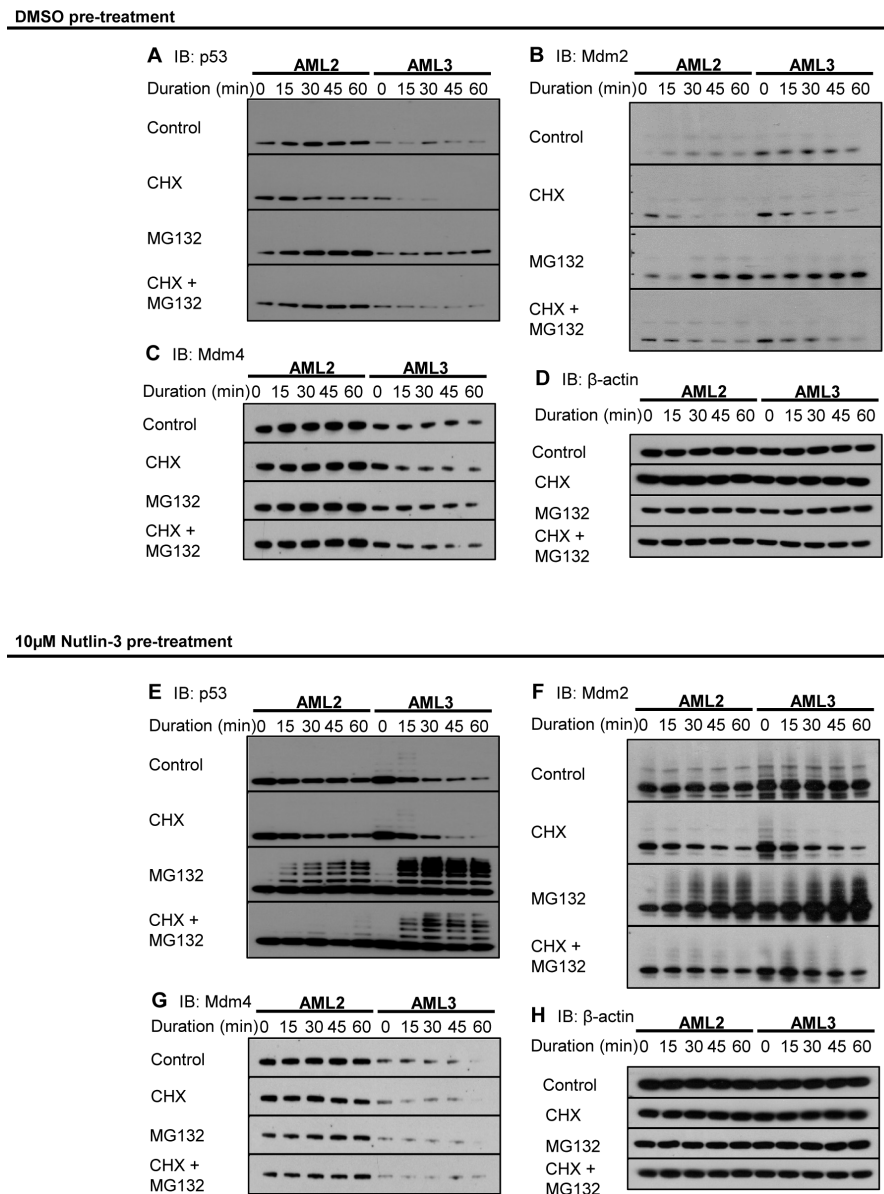 DMSO pre-treatment
A IB: p53
AML2 AML3
Duration (min) 0 15 30 45 60 0 15 30 45 60
Control
CHX
MG132
CHX +
MG132
B IB: Mdm2
AML2 AML3
Duration (min) 0 15 30 45 60 0 15 30 45 60
Control
CHX
MG132
CHX +
MG132
C IB: Mdm4
AML2 AML3
Duration (min) 0 15 30 45 60 0 15 30 45 60
Control
CHX
MG132
CHX +
MG132
D IB: β-actin
AML2 AML3
Duration (min) 0 15 30 45 60 0 15 30 45 60
Control
CHX
MG132
CHX +
MG132
10µM Nutlin-3 pre-treatment
E IB: p53
AML2 AML3
Duration (min) 0 15 30 45 60 0 15 30 45 60
Control
CHX
MG132
CHX +
MG132
F IB: Mdm2
AML2 AML3
Duration (min) 0 15 30 45 60 0 15 30 45 60
Control
CHX
MG132
CHX +
MG132
G IB: Mdm4 AML2 AML3
Duration (min) 0 15 30 45 60 0 15 30 45 60
Control
CHX
MG132
CHX +
MG132
H IB: β-actin AML2 AML3
Duration (min) 0 15 30 45 60 0 15 30 45 60
Control
CHX
MG132
CHX +
MG132